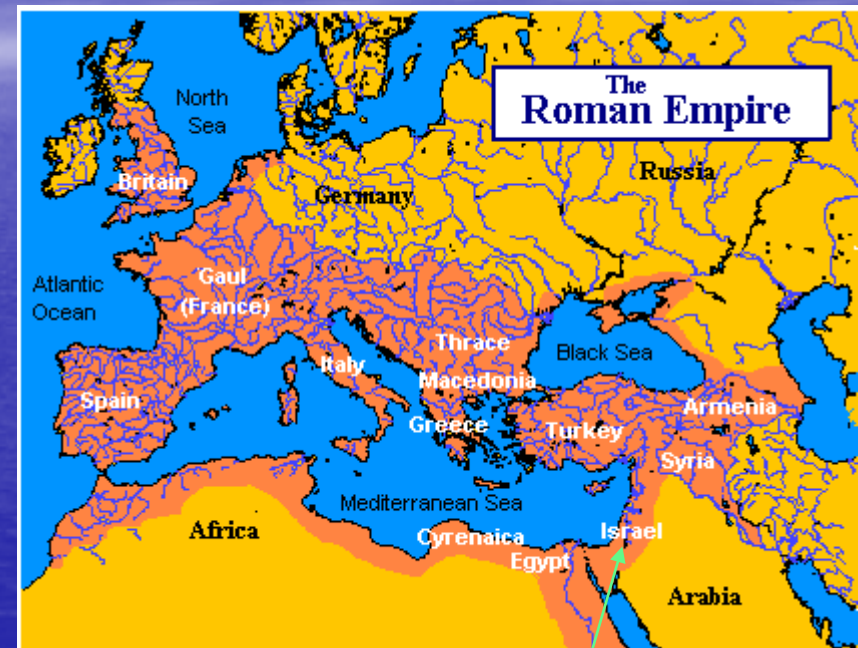 The
Roman Empire
North
Sea
Russia
Britain
Germany
Atlantic
Ocean
Gaul
(France)
Thrace
Black Sea
Italy
Macedonia
Spain
Armenia
Greece
Turkey
Syria
Mediterranean Sea
Africa
Cyrenaica
Israel
Egypt
Arabia